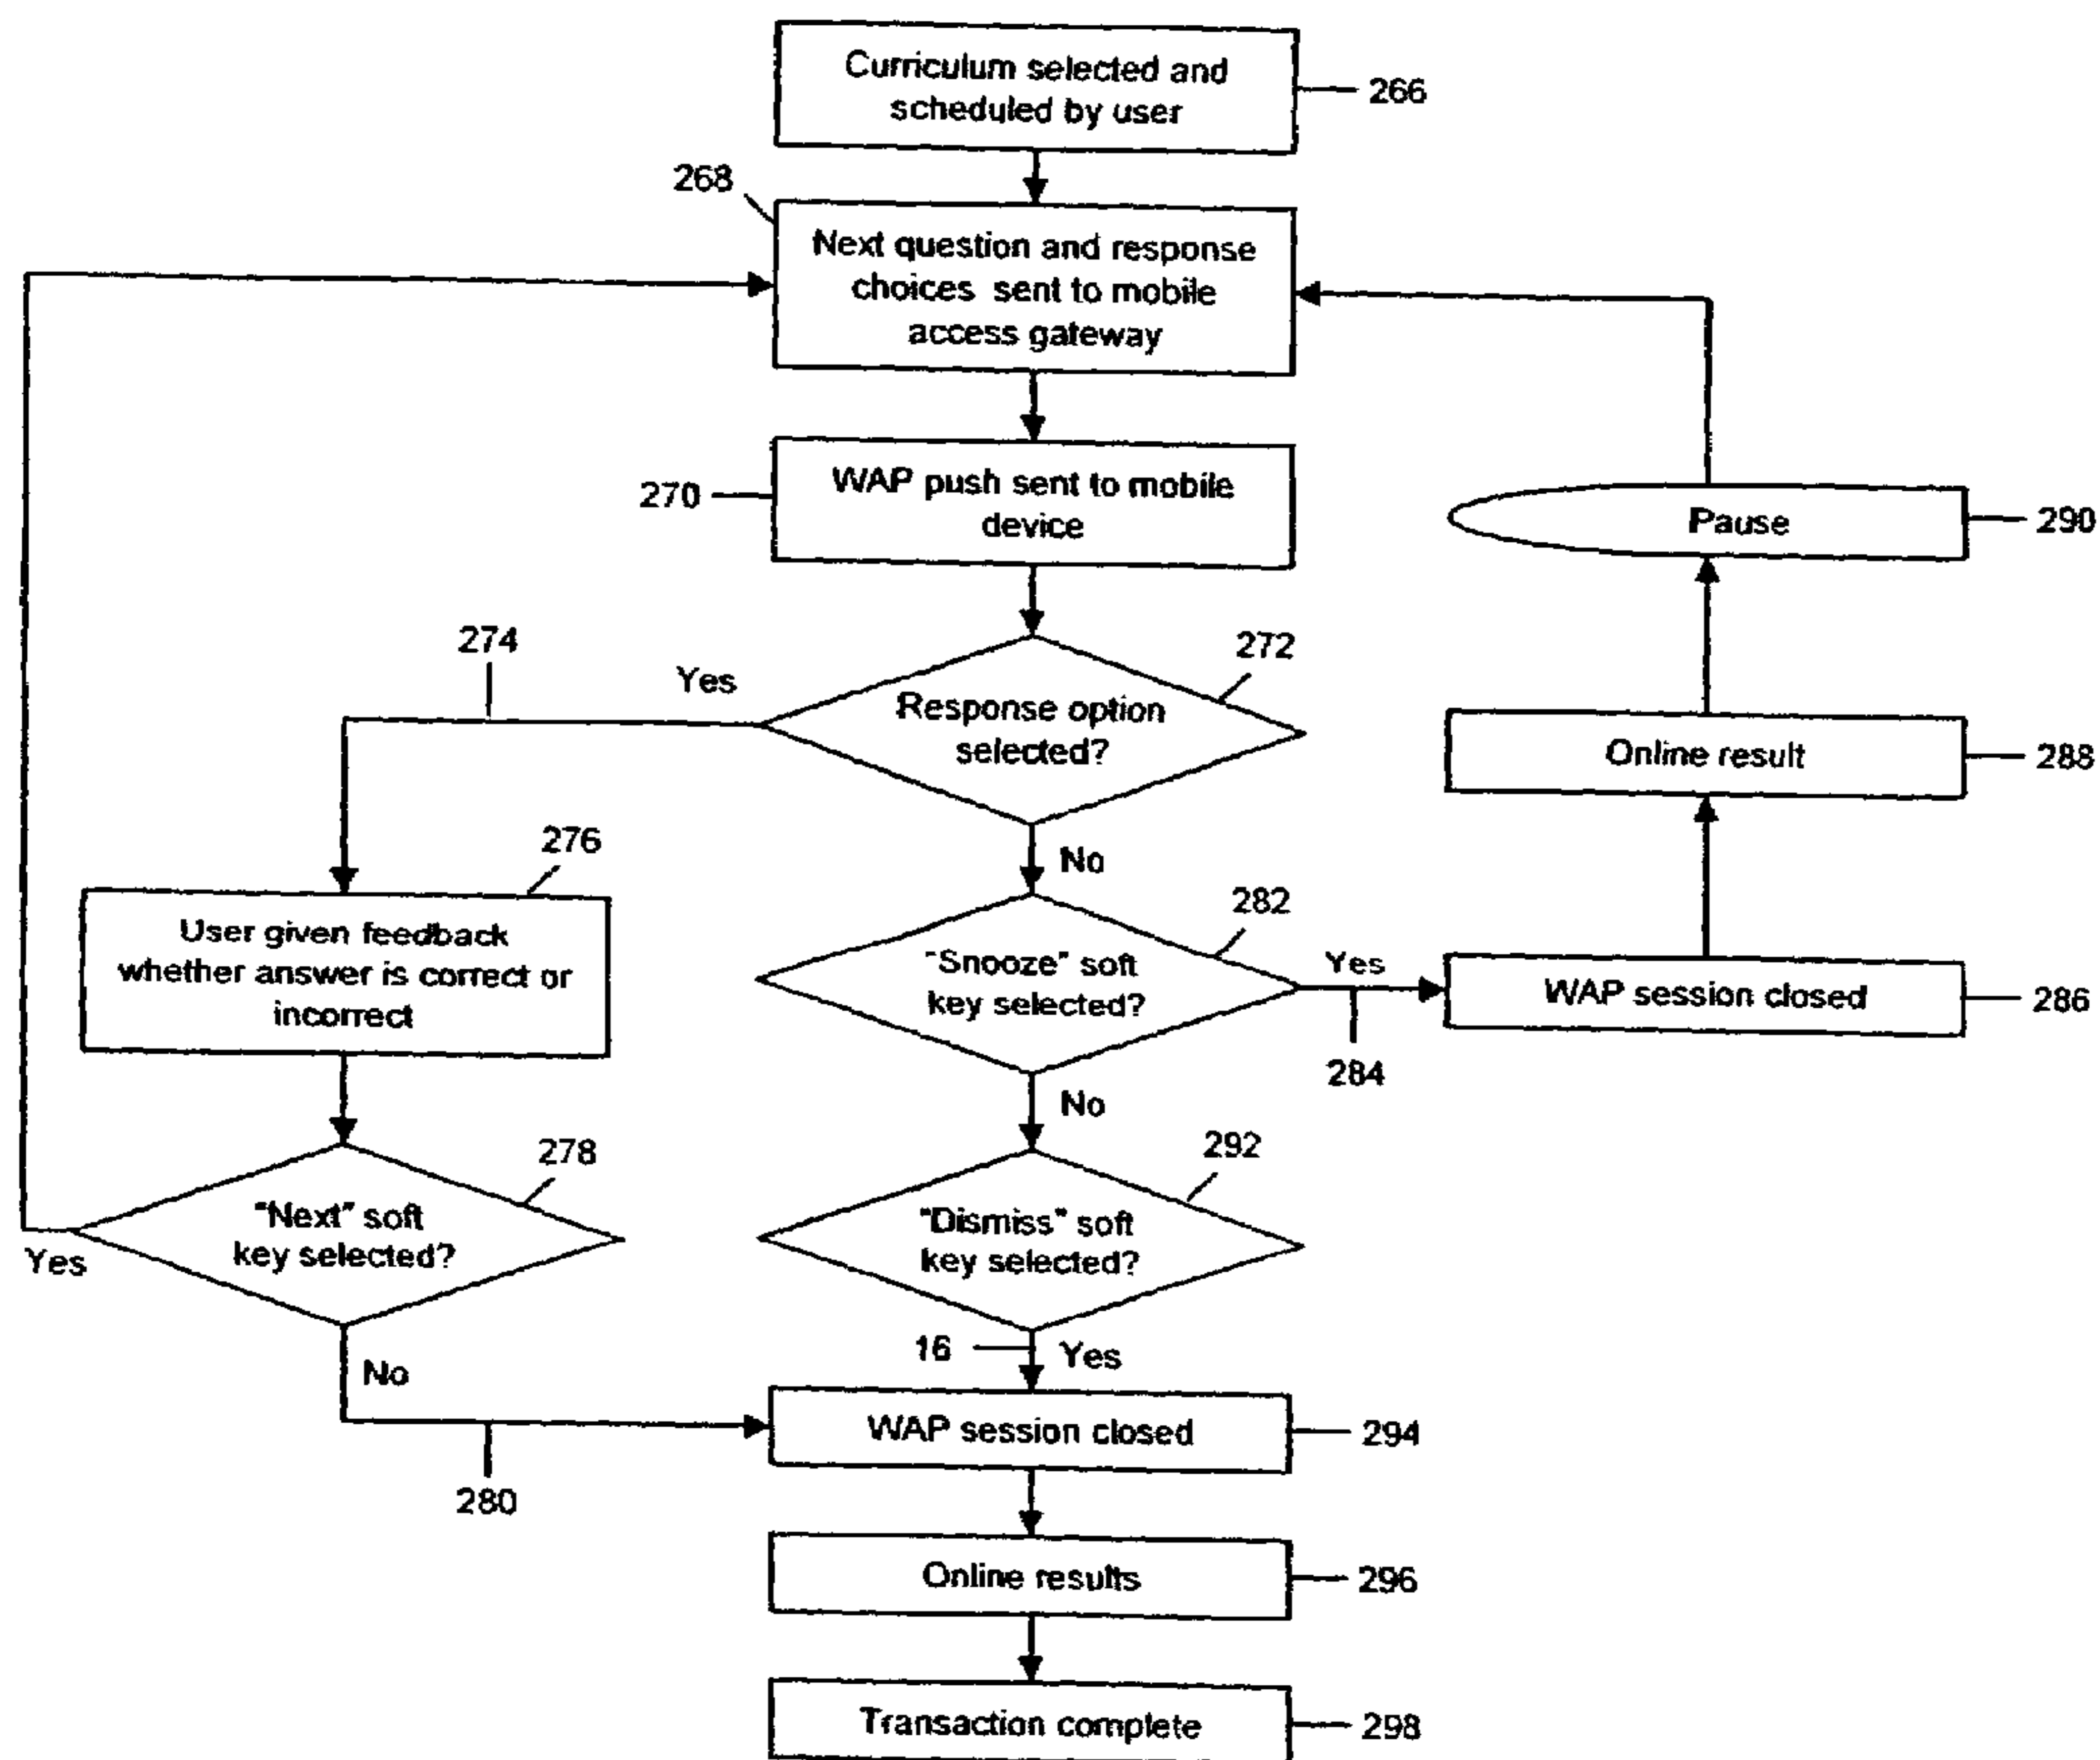 Curriculum selected and
scheduled by user
266
268
Next question and response
choices sent to mobile
access gateway
270
WAP push sent to mobile
device
Pause
290
274
Yes
272
Response option
selected?
Online result
288
No
276
User given feedback
whether answer is correct or
incorrect
282
"Snooze" soft
key selected?
Yes
284
WAP session closed
286
No
278
"Next" soft
key selected?
Yes
292
"Dismiss" soft
key selected?
16
Yes
No
280
WAP session closed
294
Online results
296
Transaction complete
298